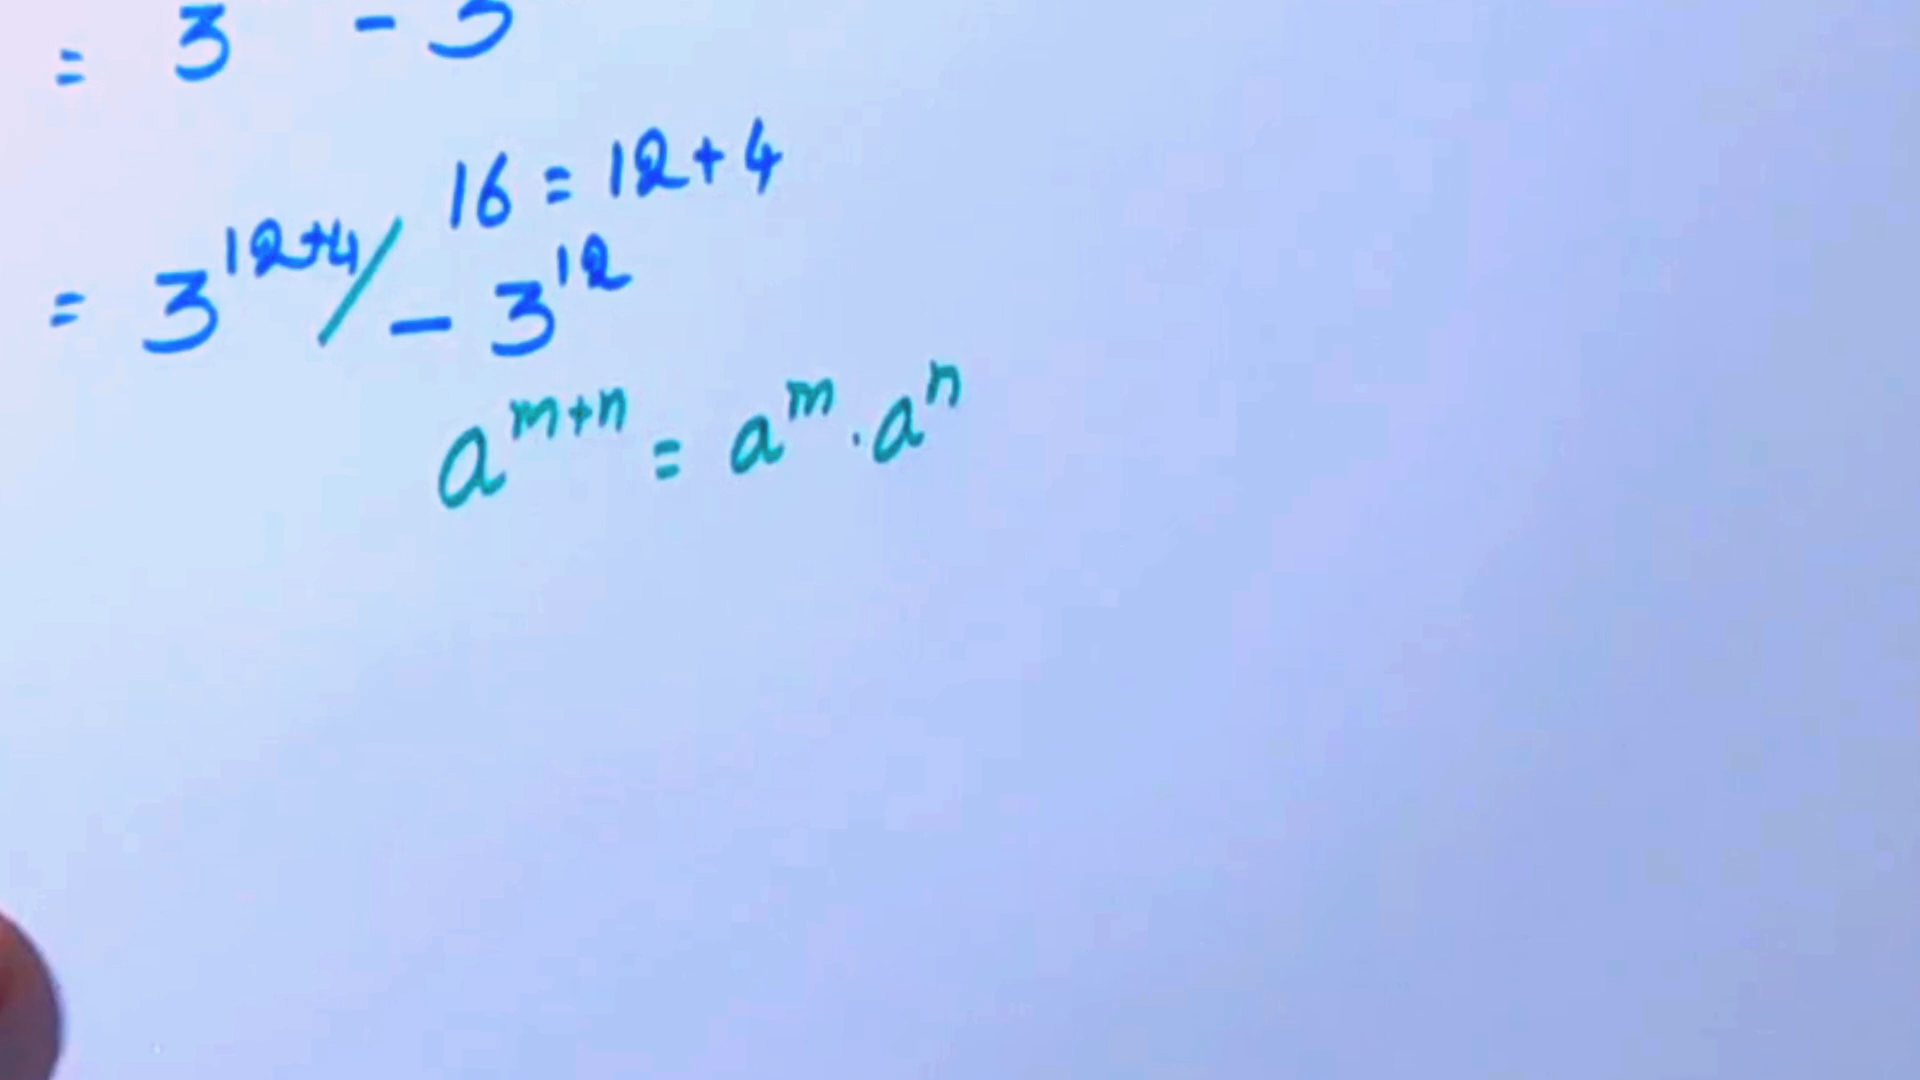 = 3 - 3
16 = 12+4
= 3^12+4 / - 3^12
a^m+n = a^m . a^n